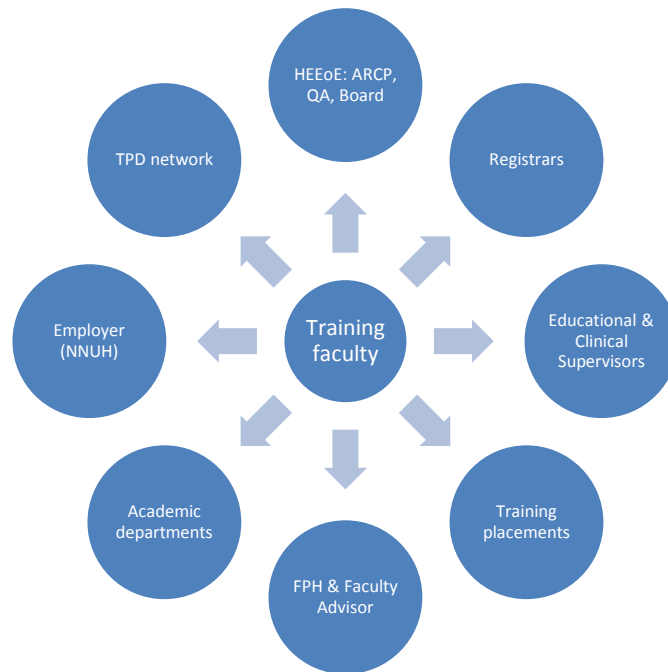 HEEoE: ARCP,
QA, Board
TPD network
Registrars
Employer
(NNUH)
Training
faculty
Educational &
Clinical
Supervisors
Academic
departments
Training
placements
FPH & Faculty
Advisor